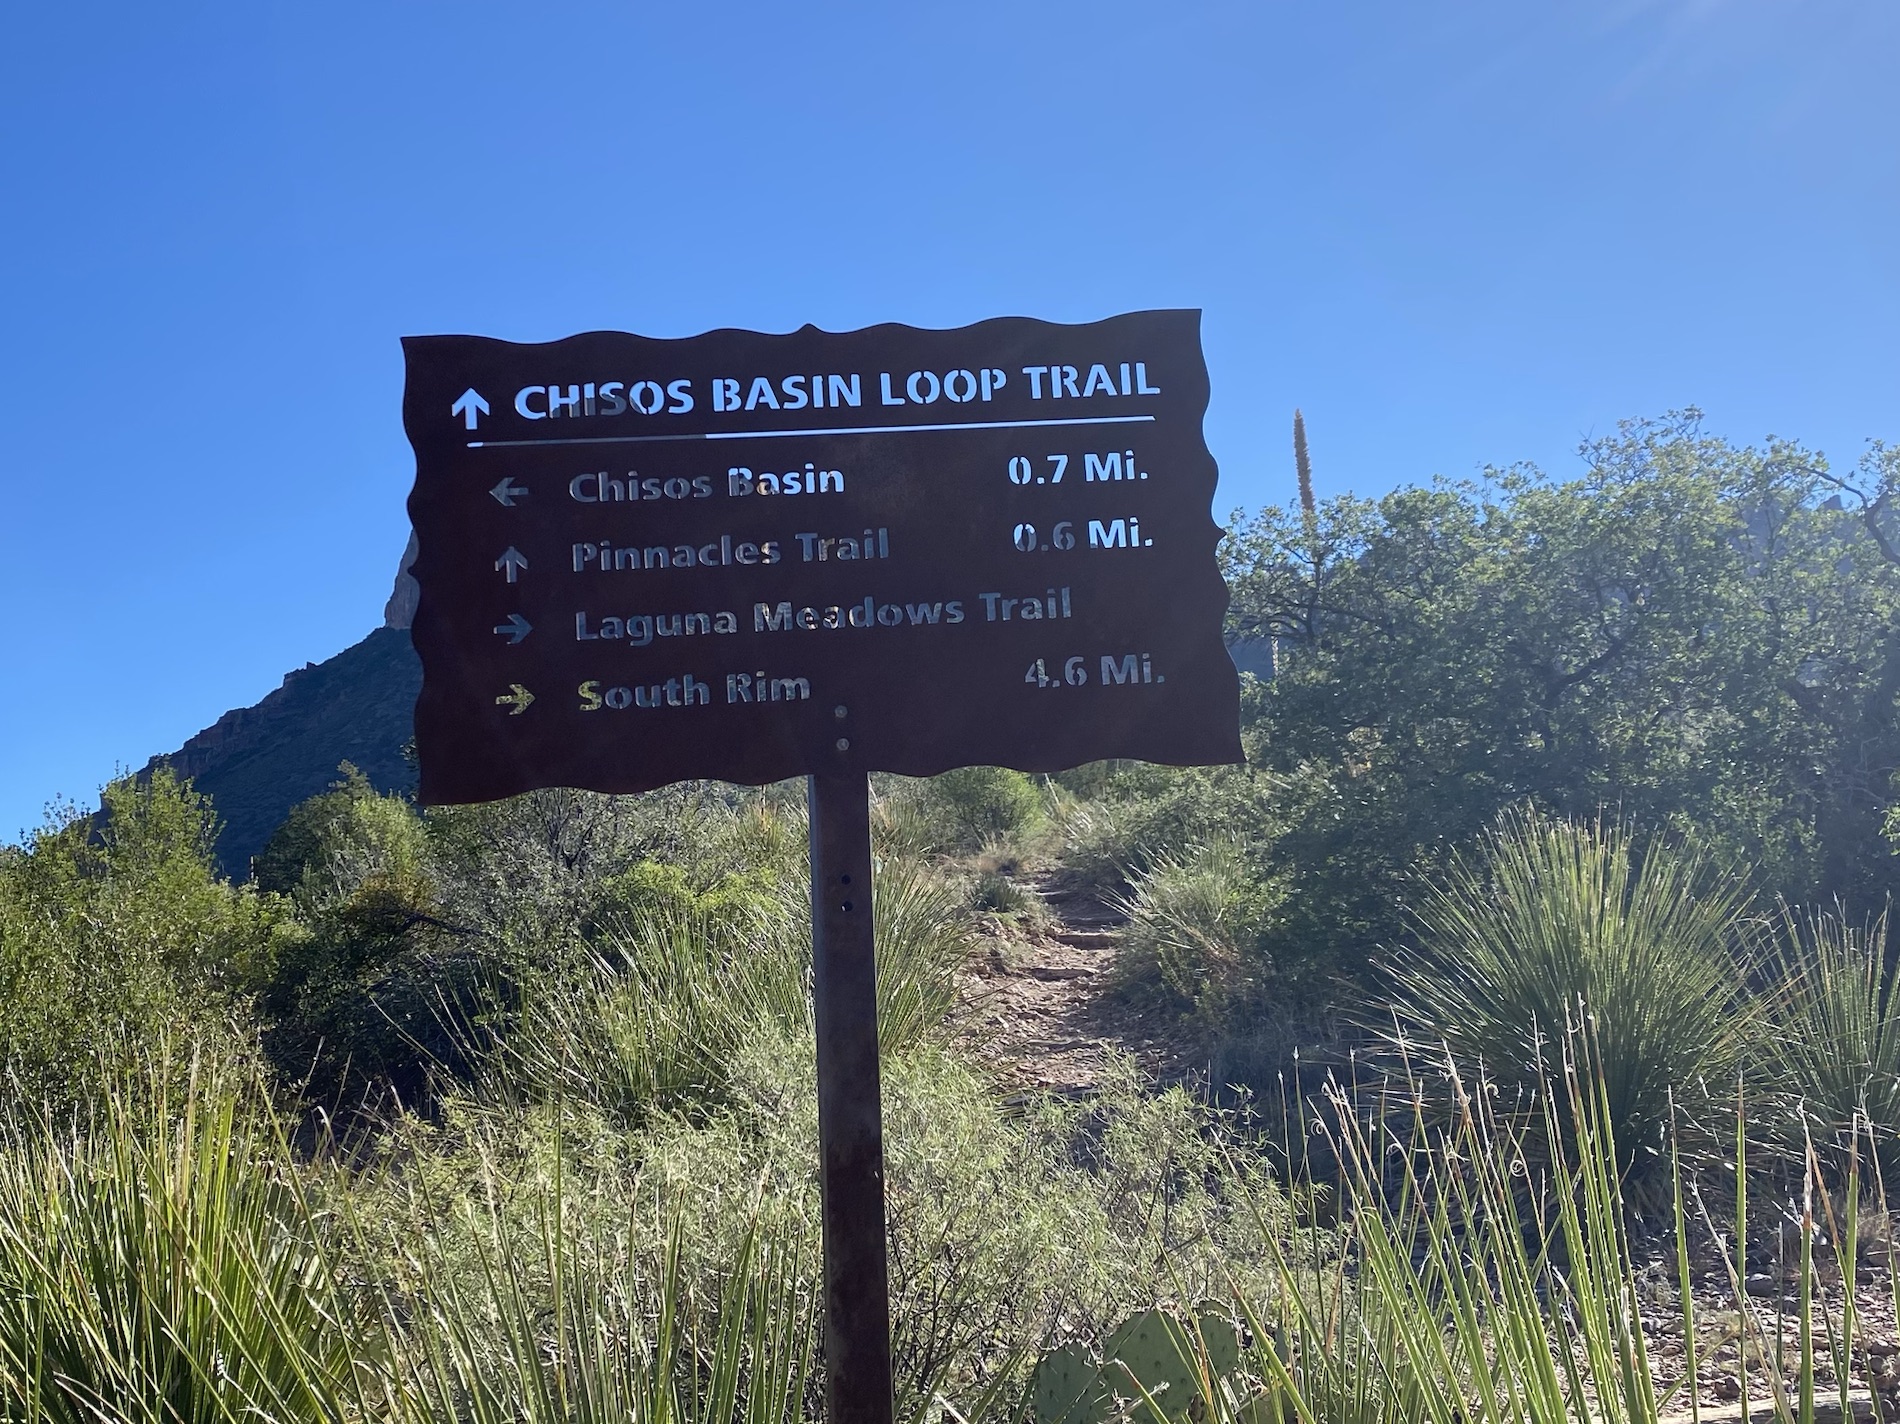 ↑ CHISOS BASIN LOOP TRAIL
← Chisos Basin 0.7 Mi.
↑ Pinnacles Trail 0.6 Mi.
→ Laguna Meadows Trail
→ South Rim 4.6 Mi.